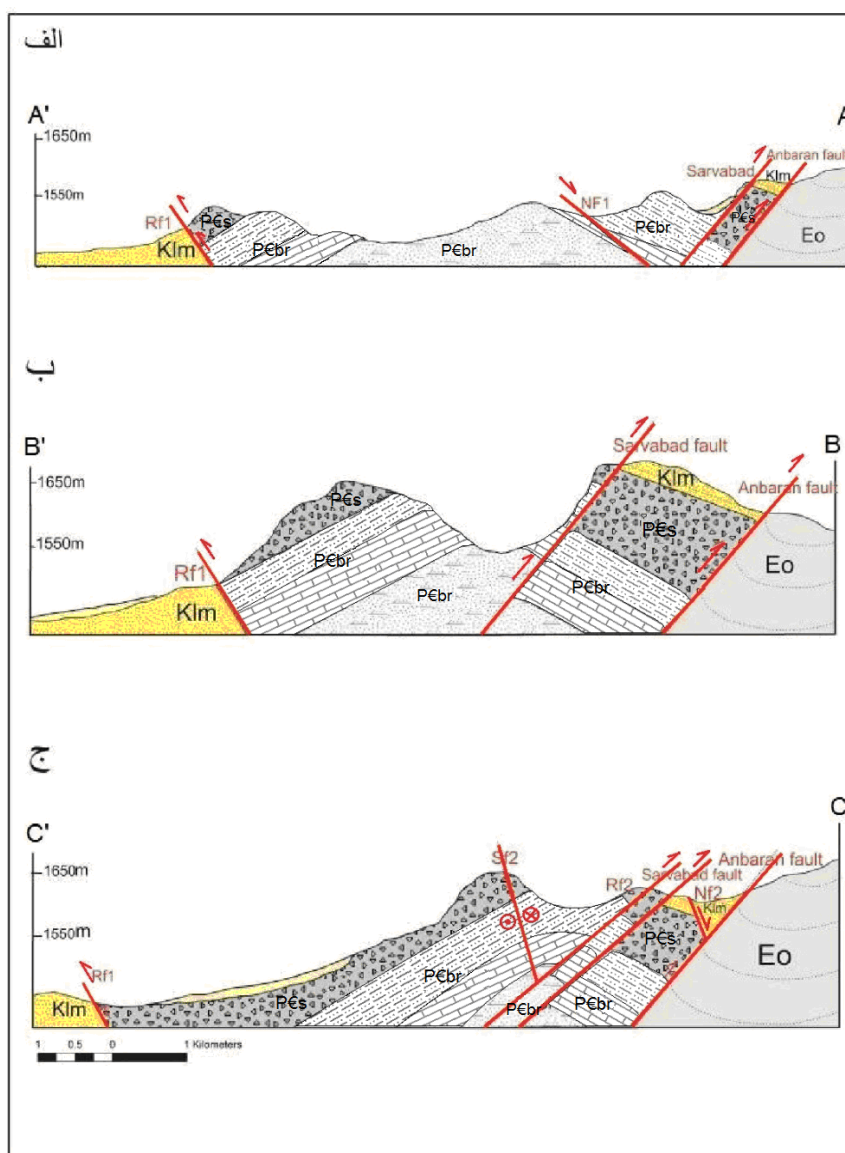 الف
A' A
1650m
1550m
Rf1 P€s Klm P€br P€br NF1 P€br Sarvabad Anbaran fault Klm P€s Eo
ب
B' B
1650m
1550m
Rf1 Klm P€s P€br P€br Sarvabad fault Klm P€s P€br Anbaran fault Eo
ج
C' C
1650m
1550m
Rf1 Klm P€s P€br Sf2 P€br P€br Rf2 Sarvabad fault Anbaran fault Nf2 Klm P€s Eo
1 0.5 0 1 Kilometers